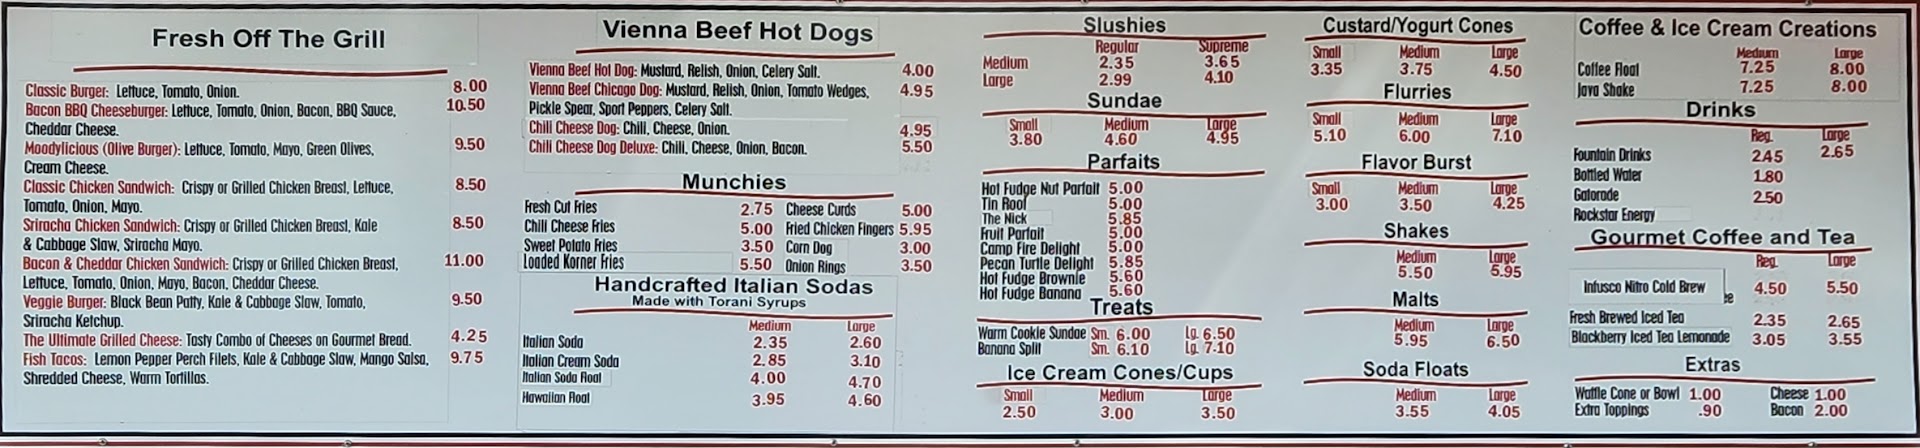 Fresh Off The Grill
Classic Burger: Lettuce, Tomato, Onion. 8.00
Bacon BBQ Cheeseburger: Lettuce, Tomato, Onion, Bacon, BBQ Sauce, 10.50
Cheddar Cheese.
Moodylicious (Olive Burger): Lettuce, Tomato, Mayo, Green Olives, 9.50
Cream Cheese.
Classic Chicken Sandwich: Crispy or Grilled Chicken Breast, Lettuce, 8.50
Tomato, Onion, Mayo.
Sriracha Chicken Sandwich: Crispy or Grilled Chicken Breast, Kale 8.50
& Cabbage Slaw, Sriracha Mayo.
Bacon & Cheddar Chicken Sandwich: Crispy or Grilled Chicken Breast, 11.00
Lettuce, Tomato, Onion, Mayo, Bacon, Cheddar Cheese.
Veggie Burger: Black Bean Patty, Kale & Cabbage Slaw, Tomato, 9.50
Sriracha Ketchup.
The Ultimate Grilled Cheese: Tasty Combo of Cheeses on Gourmet Bread. 4.25
Fish Tacos: Lemon Pepper Perch Filets, Kale & Cabbage Slaw, Mango Salsa, 9.75
Shredded Cheese, Warm Tortillas.
Vienna Beef Hot Dogs
Vienna Beef Hot Dog: Mustard, Relish, Onion, Celery Salt. 4.00
Vienna Beef Chicago Dog: Mustard, Relish, Onion, Tomato Wedges, 4.95
Pickle Spear, Sport Peppers, Celery Salt.
Chili Cheese Dog: Chili, Cheese, Onion. 4.95
Chili Cheese Dog Deluxe: Chili, Cheese, Onion, Bacon. 5.50
Munchies
Fresh Cut Fries 2.75 Cheese Curds 5.00
Chili Cheese Fries 5.00 Fried Chicken Fingers 5.95
Sweet Potato Fries 3.50 Corn Dog 3.00
Loaded Korner Fries 5.50 Onion Rings 3.50
Handcrafted Italian Sodas
Made with Torani Syrups
Medium Large
Italian Soda 2.35 2.60
Italian Cream Soda 2.85 3.10
Italian Soda Float 4.00 4.70
Hawaiian Float 3.95 4.60
Slushies
Regular Supreme
Medium 2.35 3.65
Large 2.99 4.10
Sundae
Small Medium Large
3.80 4.60 4.95
Parfaits
Hot Fudge Nut Parfait 5.00
Tin Roof 5.00
The Nick 5.85
Fruit Parfait 5.00
Camp Fire Delight 5.00
Pecan Turtle Delight 5.85
Hot Fudge Brownie 5.60
Hot Fudge Banana 5.60
Treats
Warm Cookie Sundae Sm. 6.00 Lg. 6.50
Banana Split Sm. 6.10 Lg. 7.10
Ice Cream Cones/Cups
Small Medium Large
2.50 3.00 3.50
Custard/Yogurt Cones
Small Medium Large
3.35 3.75 4.50
Flurries
Small Medium Large
5.10 6.00 7.10
Flavor Burst
Small Medium Large
3.00 3.50 4.25
Shakes
Medium Large
5.50 5.95
Malts
Medium Large
5.95 6.50
Soda Floats
Medium Large
3.55 4.05
Coffee & Ice Cream Creations
Medium Large
Coffee Float 7.25 8.00
Java Shake 7.25 8.00
Drinks
Reg. Large
Fountain Drinks 2.45 2.65
Bottled Water 1.80
Gatorade 2.50
Rockstar Energy
Gourmet Coffee and Tea
Reg. Large
Infusco Nitro Cold Brew 4.50 5.50
Fresh Brewed Iced Tea 2.35 2.65
Blackberry Iced Tea Lemonade 3.05 3.55
Extras
Waffle Cone or Bowl 1.00 Cheese 1.00
Extra Toppings .90 Bacon 2.00